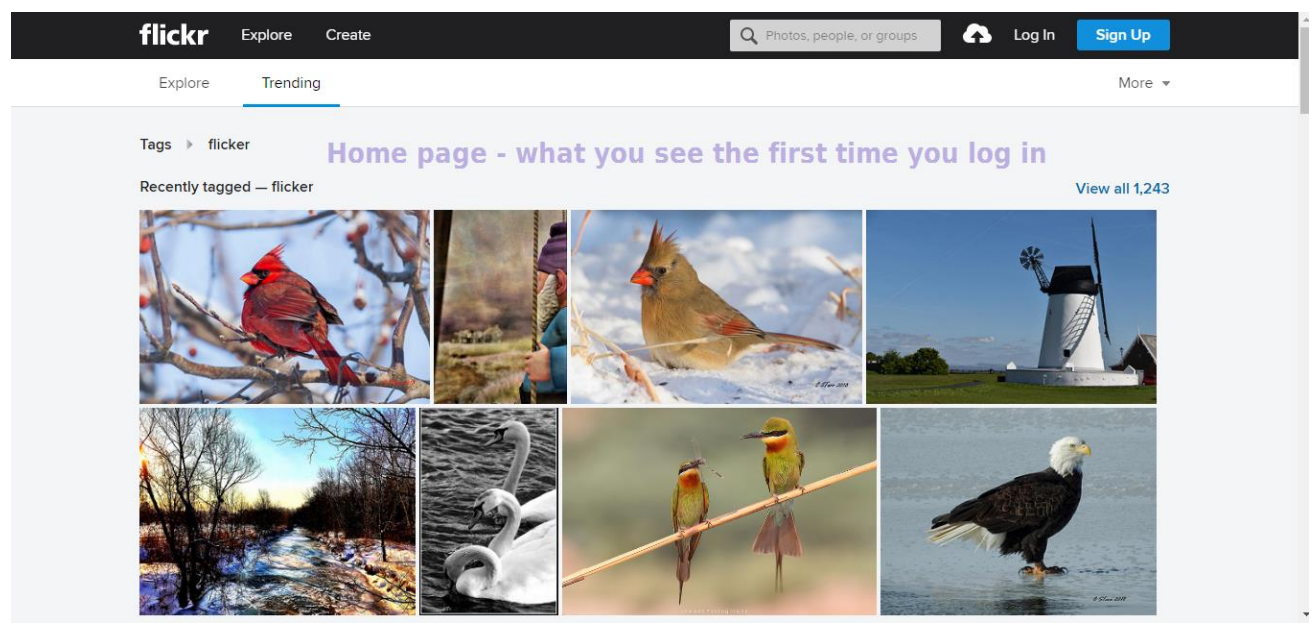 flickr Explore Create Photos, people, or groups Log In Sign Up
Explore Trending More
Tags flicker
Home page - what you see the first time you log in
Recently tagged — flicker View all 1,243